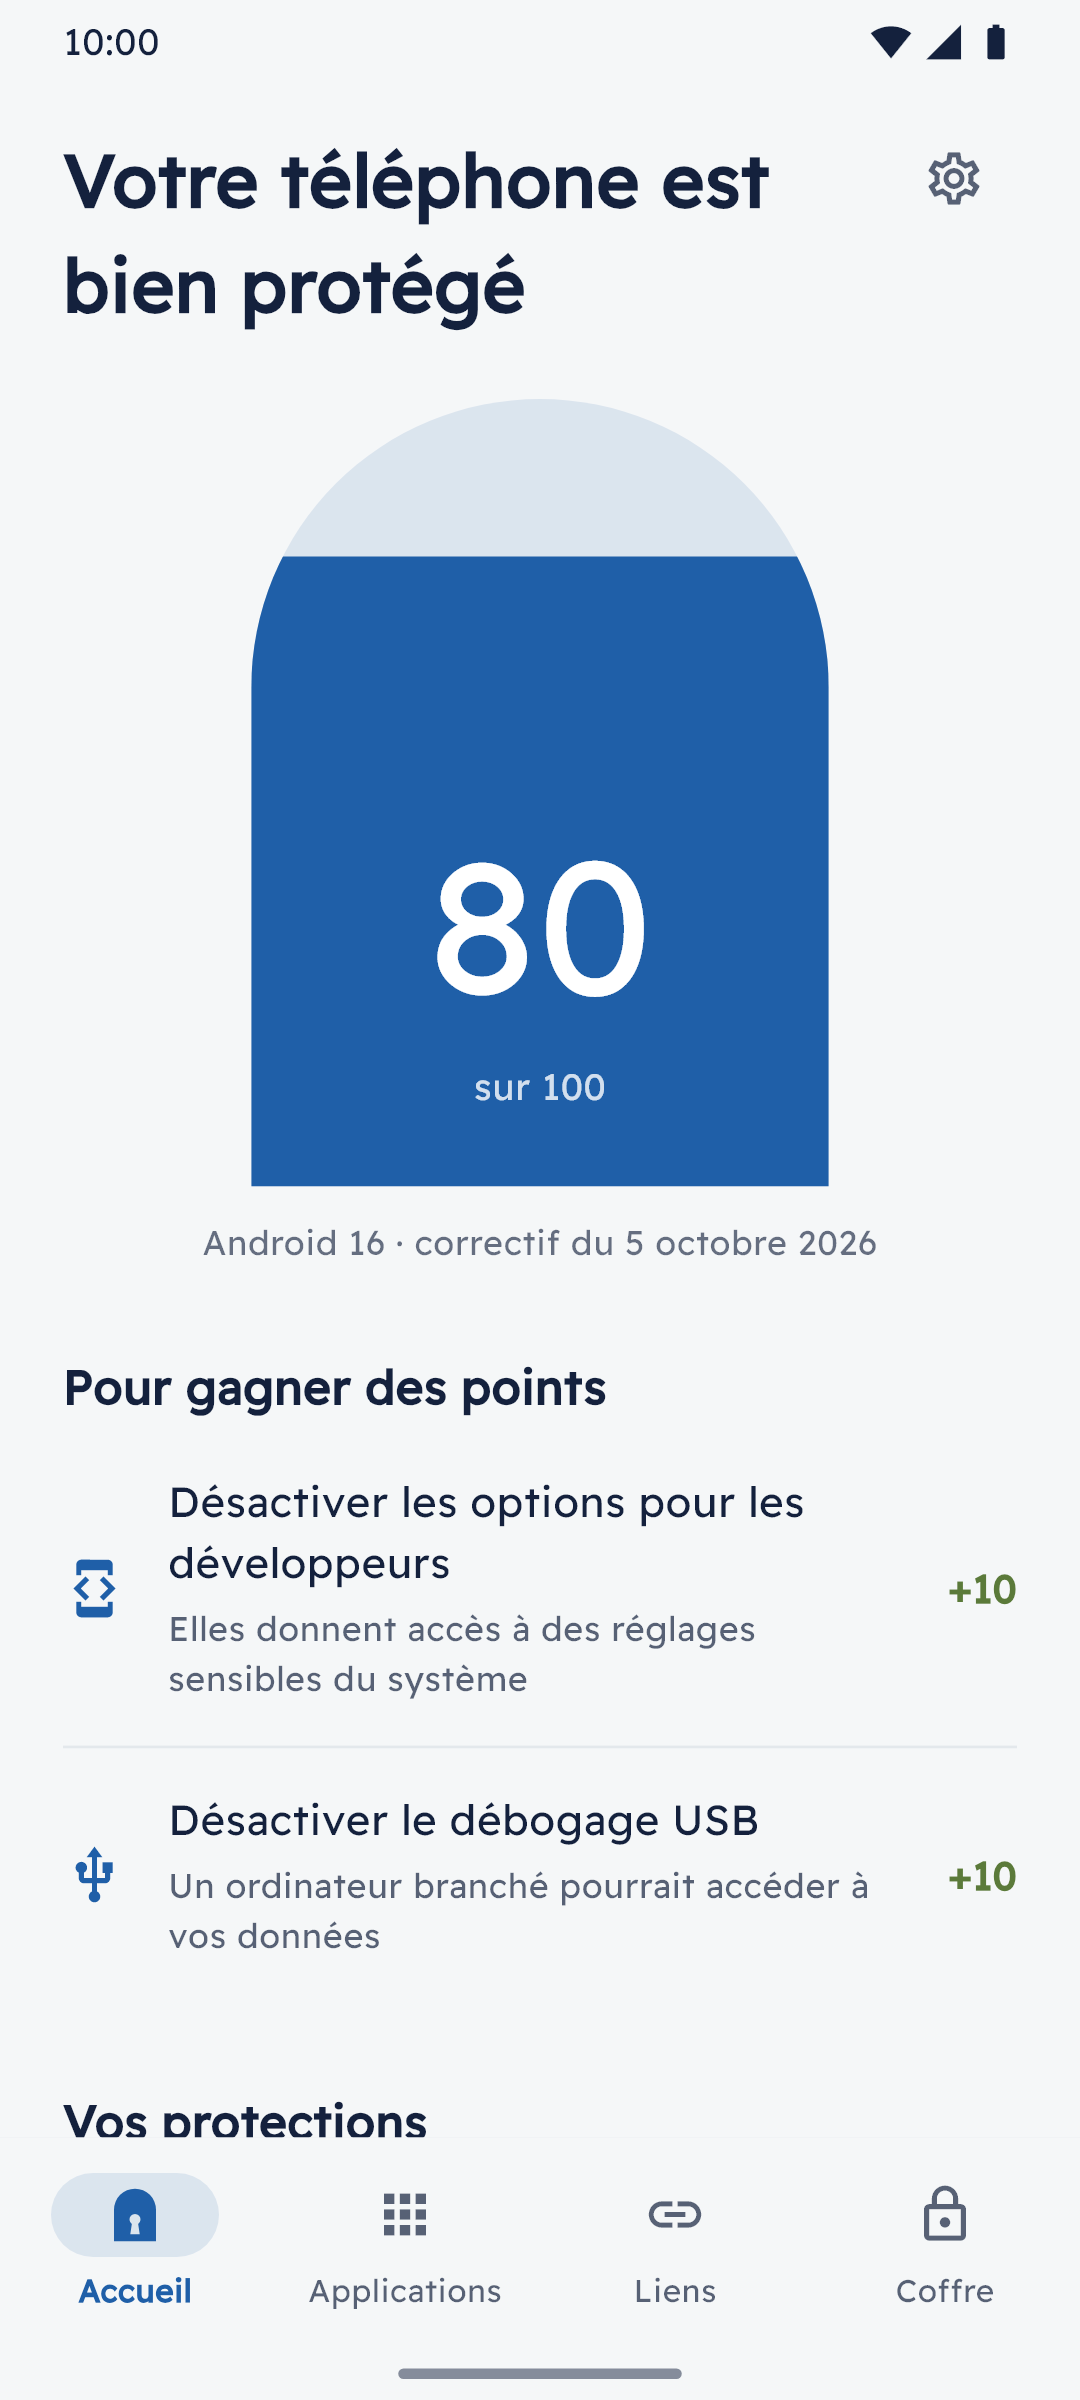 10:00
Votre téléphone est
bien protégé
80
sur 100
Android 16 · correctif du 5 octobre 2026
Pour gagner des points
Désactiver les options pour les
développeurs
+10
Elles donnent accès à des réglages
sensibles du système
Désactiver le débogage USB
+10
Un ordinateur branché pourrait accéder à
vos données
Vos protections
Accueil
Applications
Liens
Coffre